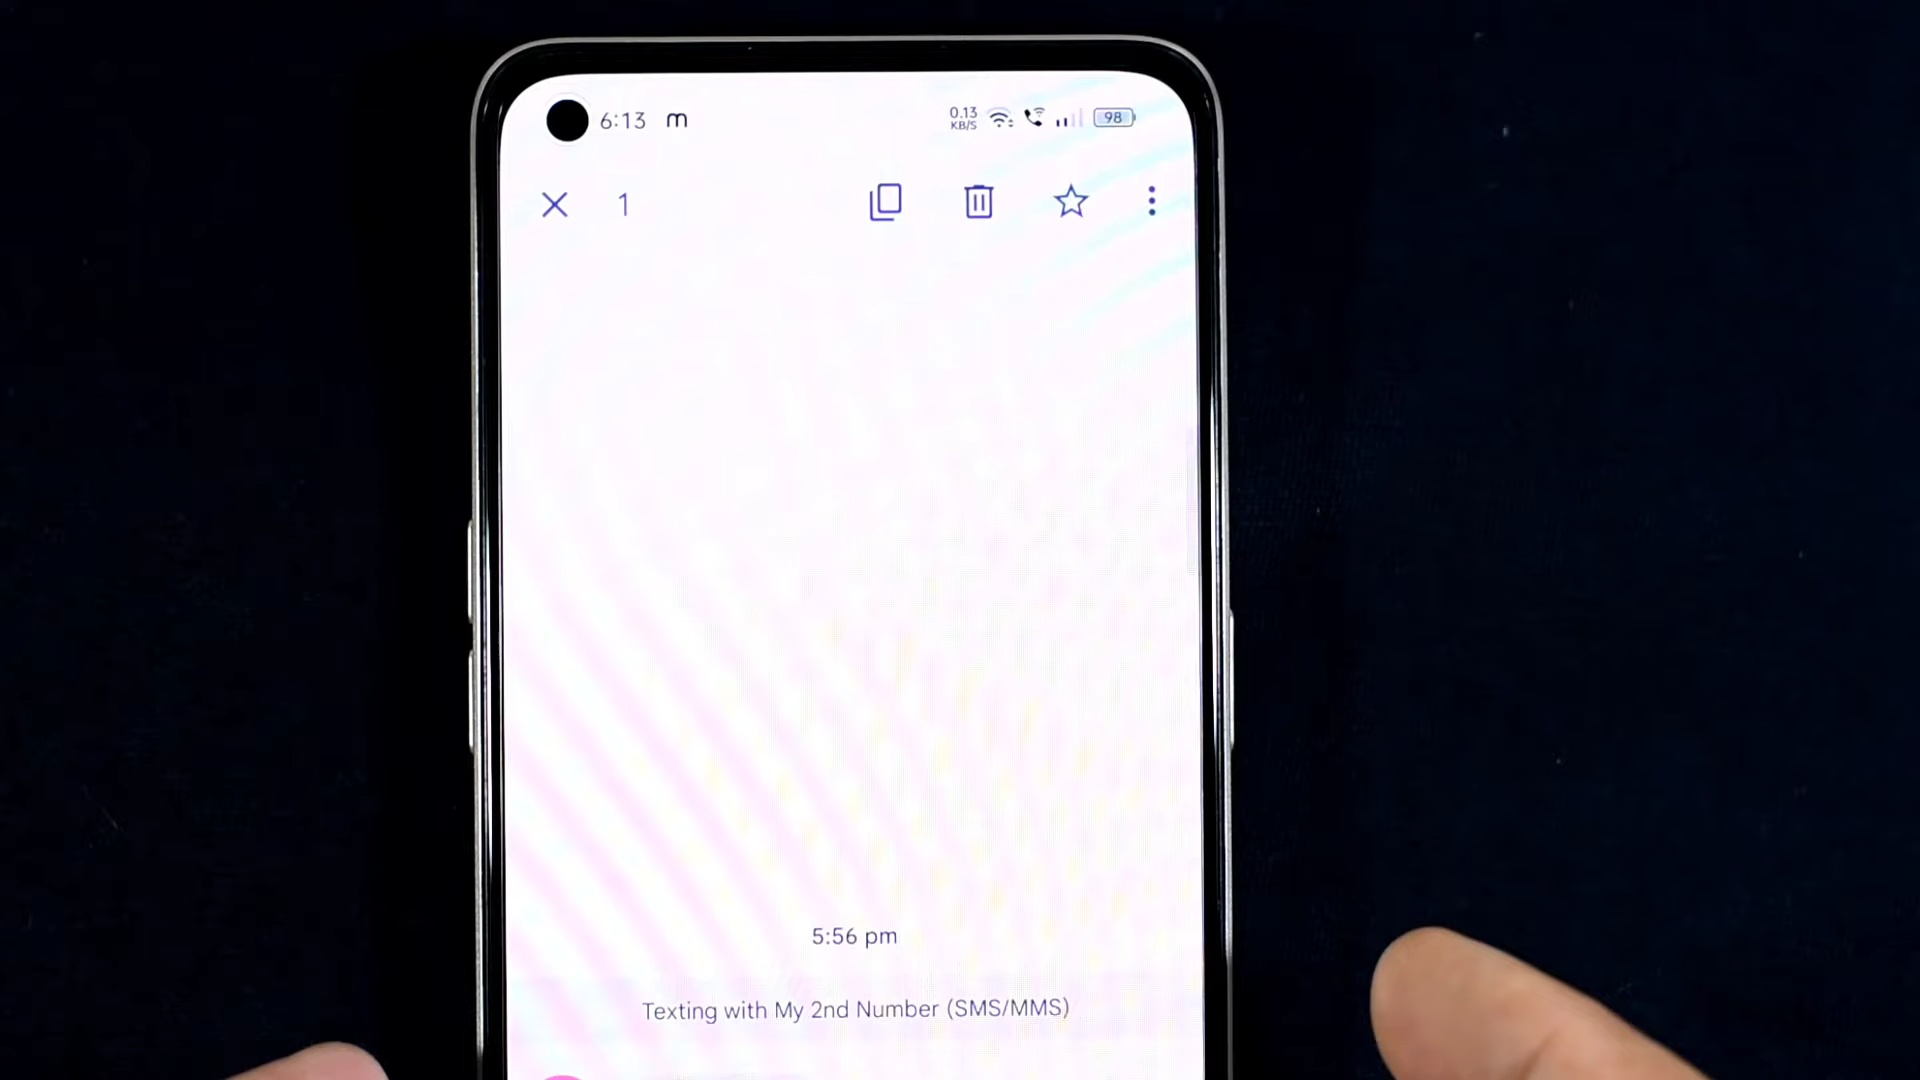 6:13 m 0.13 KB/S 98
1
5:56 pm
Texting with My 2nd Number (SMS/MMS)